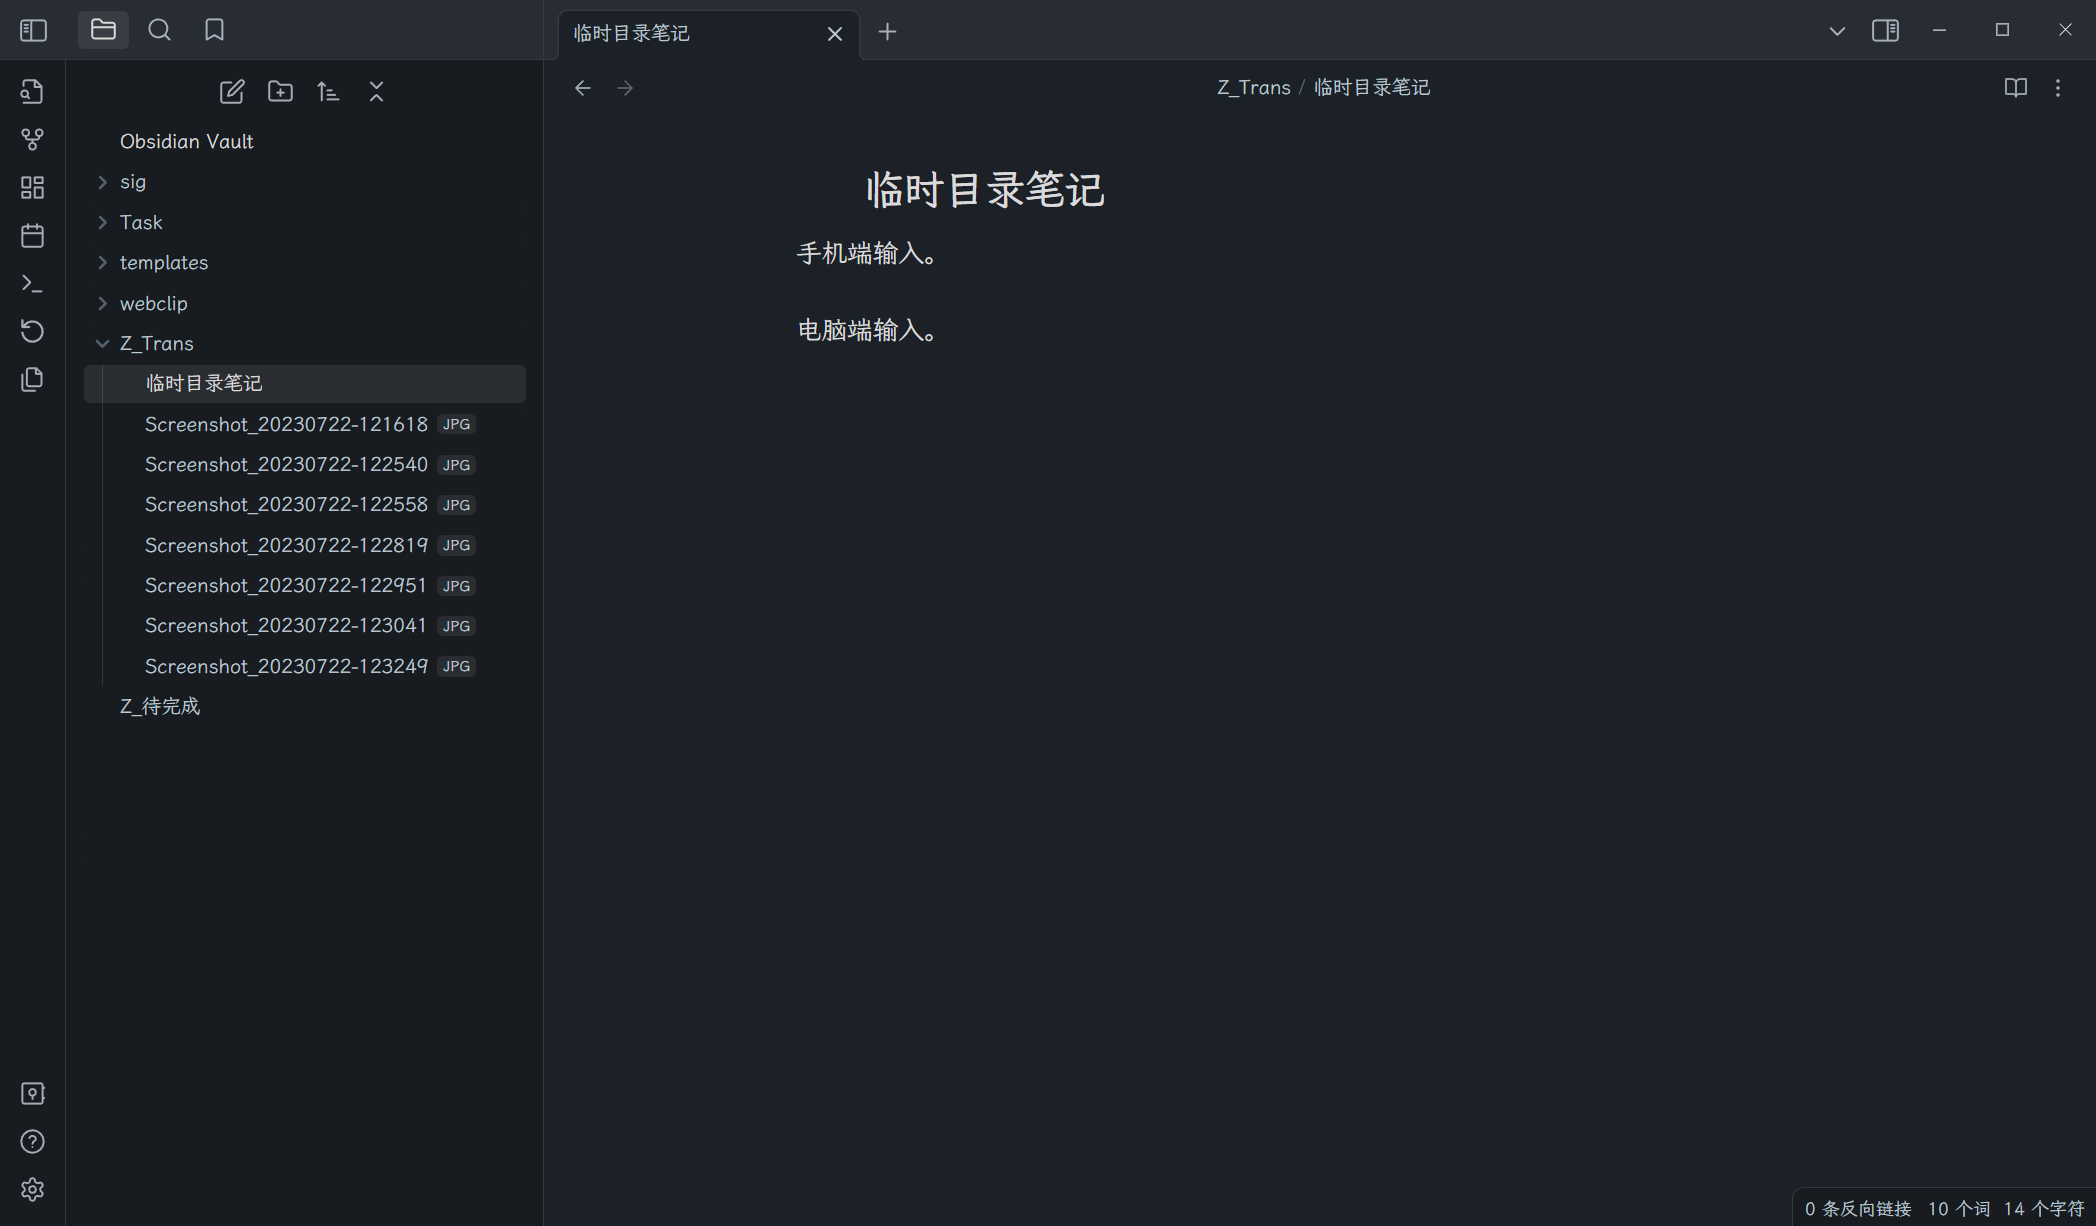 临时目录笔记
Z_Trans / 临时目录笔记
Obsidian Vault
sig
Task
templates
webclip
Z_Trans
临时目录笔记
Screenshot_20230722-121618 JPG
Screenshot_20230722-122540 JPG
Screenshot_20230722-122558 JPG
Screenshot_20230722-122819 JPG
Screenshot_20230722-122951 JPG
Screenshot_20230722-123041 JPG
Screenshot_20230722-123249 JPG
Z_待完成
临时目录笔记
手机端输入。
电脑端输入。
0 条反向链接 10 个词 14 个字符